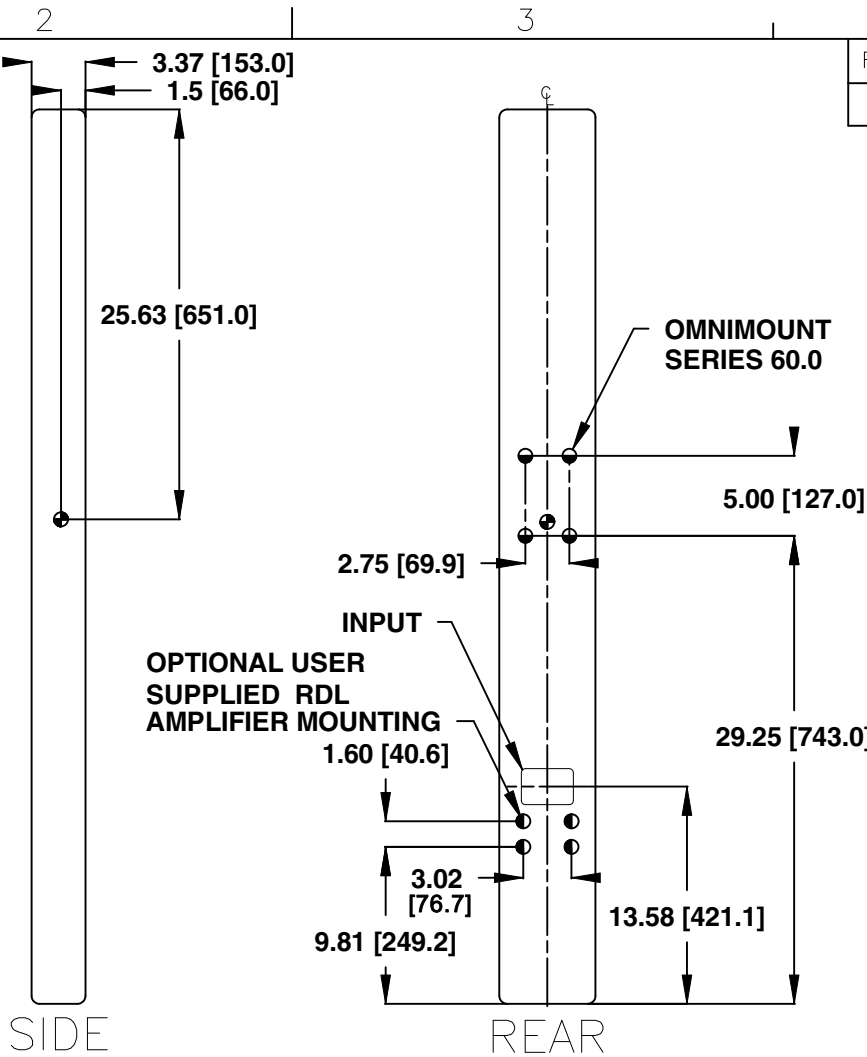 2
3
3.37 [153.0]
1.5 [66.0]
25.63 [651.0]
℄
OMNIMOUNT
SERIES 60.0
5.00 [127.0]
2.75 [69.9]
INPUT
OPTIONAL USER
SUPPLIED RDL
AMPLIFIER MOUNTING
1.60 [40.6]
29.25 [743.0]
3.02
[76.7]
13.58 [421.1]
9.81 [249.2]
SIDE
REAR